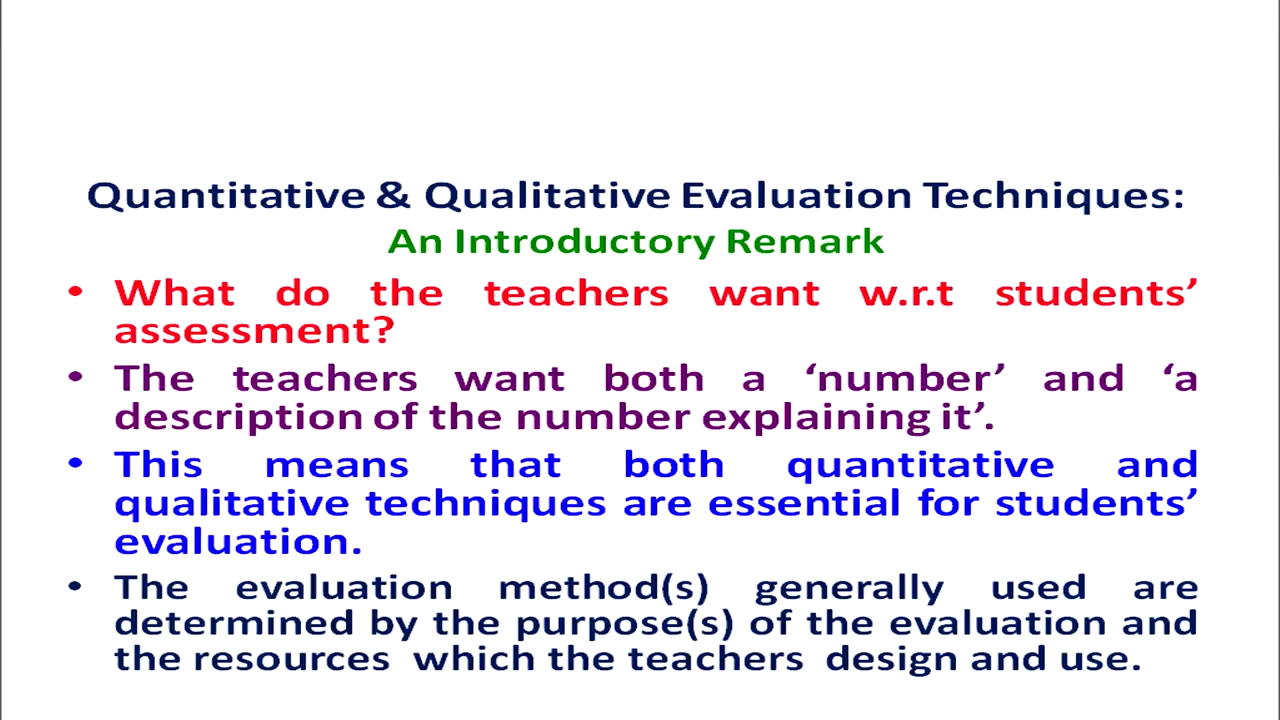 Quantitative & Qualitative Evaluation Techniques:
An Introductory Remark
• What do the teachers want w.r.t students’
assessment?
• The teachers want both a ‘number’ and ‘a
description of the number explaining it’.
• This means that both quantitative and
qualitative techniques are essential for students’
evaluation.
• The evaluation method(s) generally used are
determined by the purpose(s) of the evaluation and
the resources which the teachers design and use.